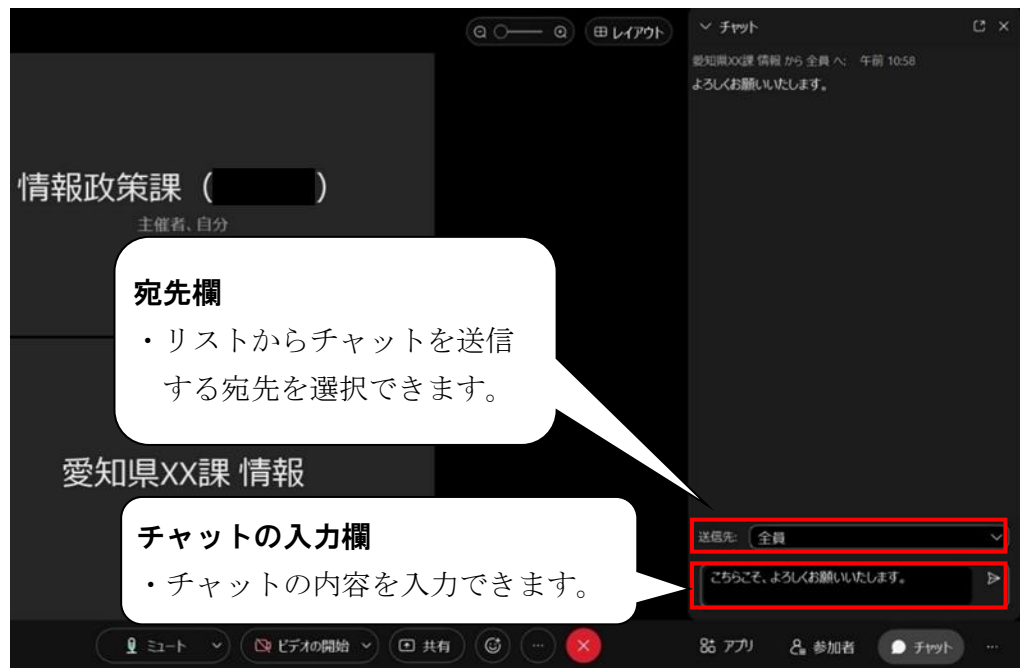 レイアウト
チャット
愛知県XX課 情報 から 全員 へ: 午前 10:58
よろしくお願いいたします。
情報政策課（ ）
主催者、自分
宛先欄
・リストからチャットを送信
する宛先を選択できます。
愛知県XX課 情報
チャットの入力欄
・チャットの内容を入力できます。
送信先: 全員
こちらこそ、よろしくお願いいたします。
ミュート
ビデオの開始
共有
アプリ
参加者
チャット